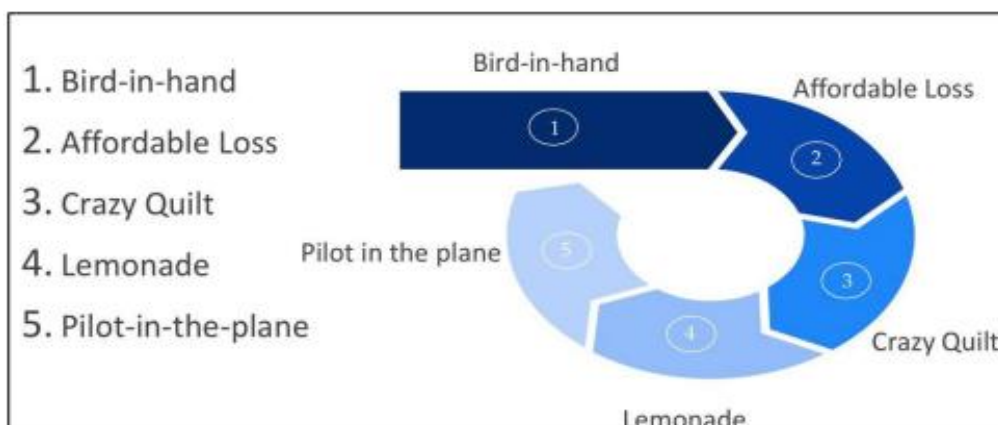 1. Bird-in-hand
2. Affordable Loss
3. Crazy Quilt
4. Lemonade
5. Pilot-in-the-plane
Bird-in-hand
Affordable Loss
1
2
Pilot in the plane
5
3
4
Crazy Quilt
Lemonade